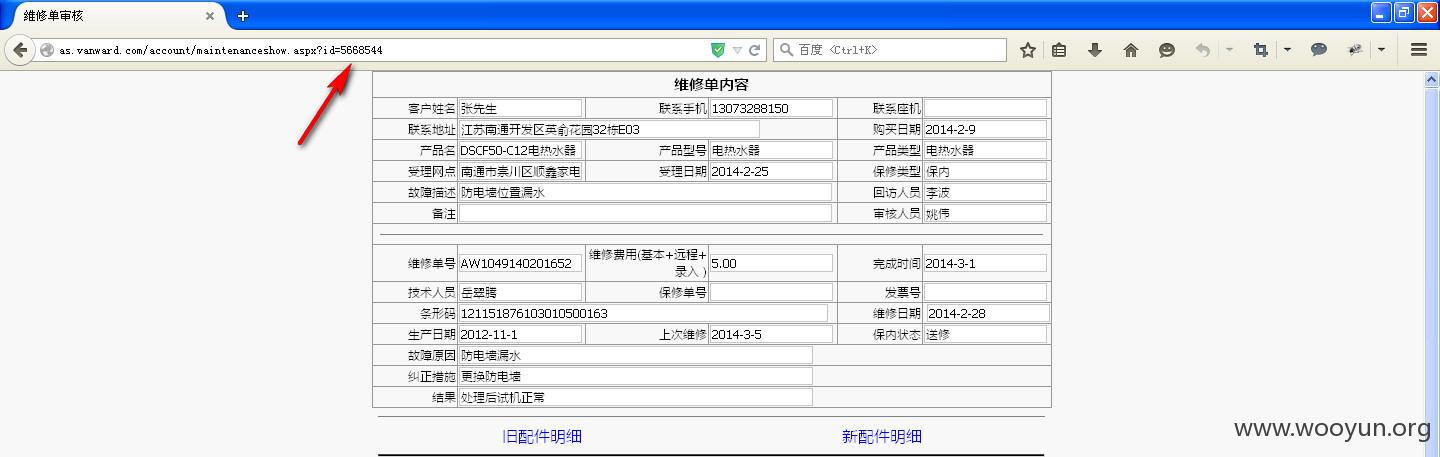 维修单审核
as.vanward.com/account/maintenanceshow.aspx?id=5668544
百度 <Ctrl+K>
维修单内容
客户姓名 张先生 联系手机 13073288150 联系座机
联系地址 江苏南通开发区英俞花园32栋E03 购买日期 2014-2-9
产品名 DSCF50-C12电热水器 产品型号 电热水器 产品类型 电热水器
受理网点 南通市崇川区顺鑫家电 受理日期 2014-2-25 保修类型 保内
故障描述 防电墙位置漏水 回访人员 李波
备注 审核人员 姚伟
维修单号 AW1049140201652 维修费用(基本+远程+ 5.00 完成时间 2014-3-1
录入 )
技术人员 岳翠腾 保修单号 发票号
条形码 121151876103010500163 维修日期 2014-2-28
生产日期 2012-11-1 上次维修 2014-3-5 保内状态 送修
故障原因 防电墙漏水
纠正措施 更换防电墙
结果 处理后试机正常
旧配件明细 新配件明细
www.wooyun.org